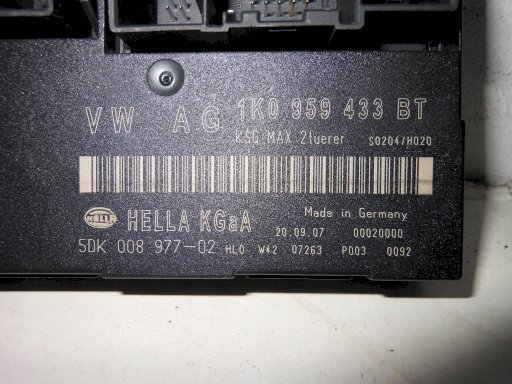 VW AG 1K0 959 433 BT
KSG MAX 2luerer S0204/H020
HELLA KGaA Made in Germany
20.09.07 00020000
5DK 008 977-02 HLO W42 07263 P003 0092